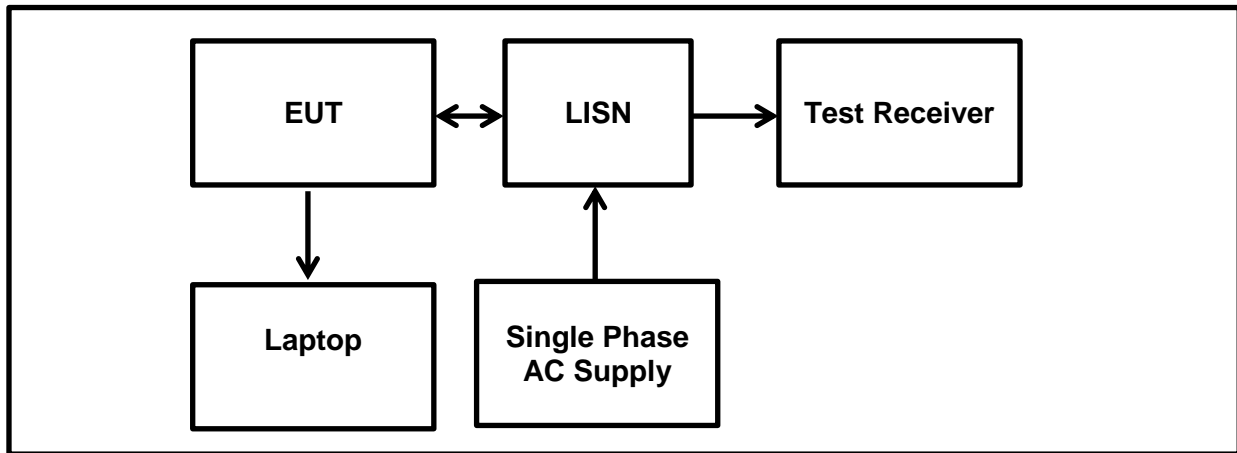 EUT
LISN
Test Receiver
Laptop
Single Phase
AC Supply